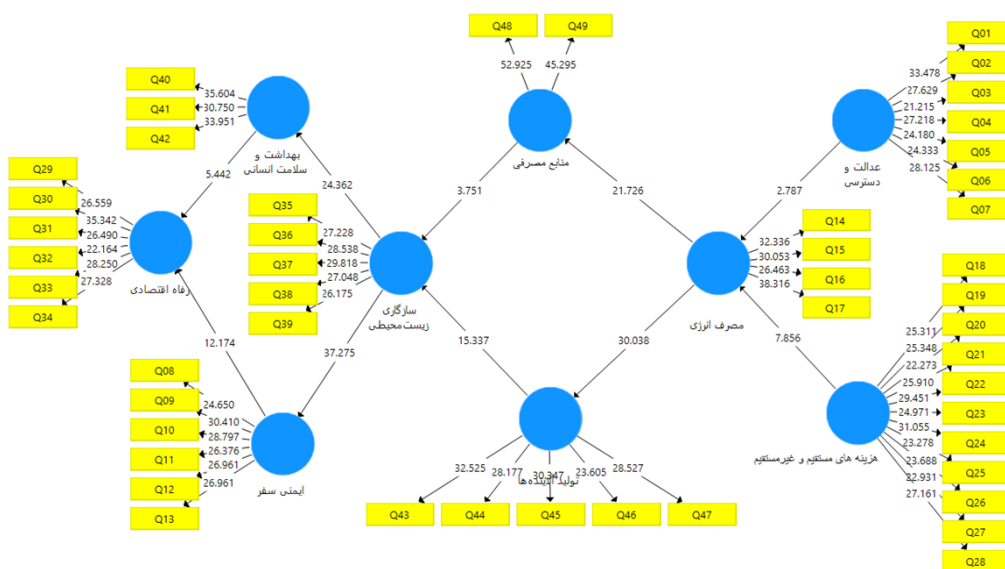 Q48
Q49
52.925
45.295
منابع مصرفی
Q40
Q41
Q42
35.604
30.750
33.951
بهداشت و
سلامت انسانی
5.442
24.362
3.751
21.726
Q01
Q02
Q03
Q04
Q05
Q06
Q07
33.478
27.629
21.215
27.218
24.180
24.333
28.125
عدالت و
دسترسی
2.787
Q29
Q30
Q31
Q32
Q33
Q34
26.559
35.342
26.490
22.164
28.250
27.328
رفاه اقتصادی
Q35
Q36
Q37
Q38
Q39
27.228
28.538
29.818
27.048
26.175
سازگاری
زیست‌محیطی
Q14
Q15
Q16
Q17
32.336
30.053
26.463
38.316
مصرف انرژی
12.174
37.275
15.337
30.038
7.856
Q08
Q09
Q10
Q11
Q12
Q13
24.650
30.410
28.797
26.376
26.961
26.961
ایمنی سفر
32.525
28.177
30.347
23.605
28.527
تولید آلاینده‌ها
Q43
Q44
Q45
Q46
Q47
Q18
Q19
Q20
Q21
Q22
Q23
Q24
Q25
Q26
Q27
Q28
25.311
25.348
22.273
25.910
29.451
24.971
31.055
23.278
23.688
22.931
27.161
هزینه های مستقیم و غیرمستقیم